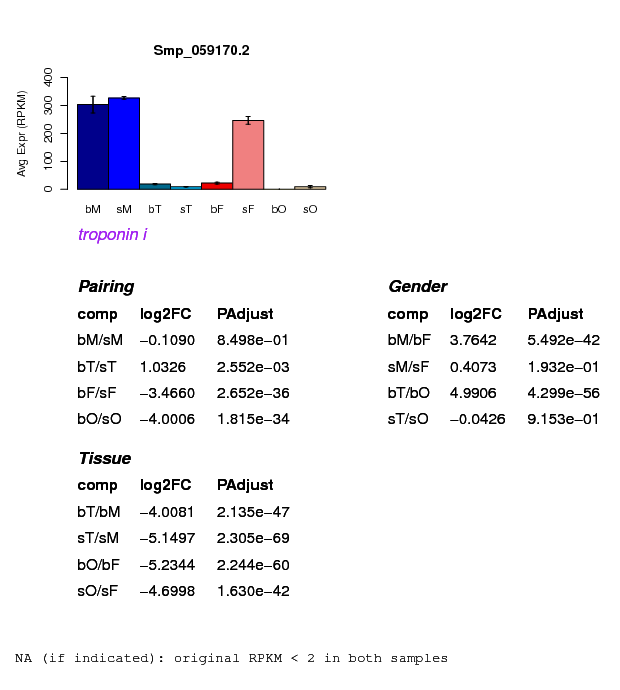 Smp_059170.2
Avg Expr (RPKM)
400
300
200
100
0
bM sM bT sT bF sF bO sO
troponin i
Pairing
comp log2FC PAdjust
bM/sM −0.1090 8.498e−01
bT/sT 1.0326 2.552e−03
bF/sF −3.4660 2.652e−36
bO/sO −4.0006 1.815e−34
Gender
comp log2FC PAdjust
bM/bF 3.7642 5.492e−42
sM/sF 0.4073 1.932e−01
bT/bO 4.9906 4.299e−56
sT/sO −0.0426 9.153e−01
Tissue
comp log2FC PAdjust
bT/bM −4.0081 2.135e−47
sT/sM −5.1497 2.305e−69
bO/bF −5.2344 2.244e−60
sO/sF −4.6998 1.630e−42
NA (if indicated): original RPKM < 2 in both samples